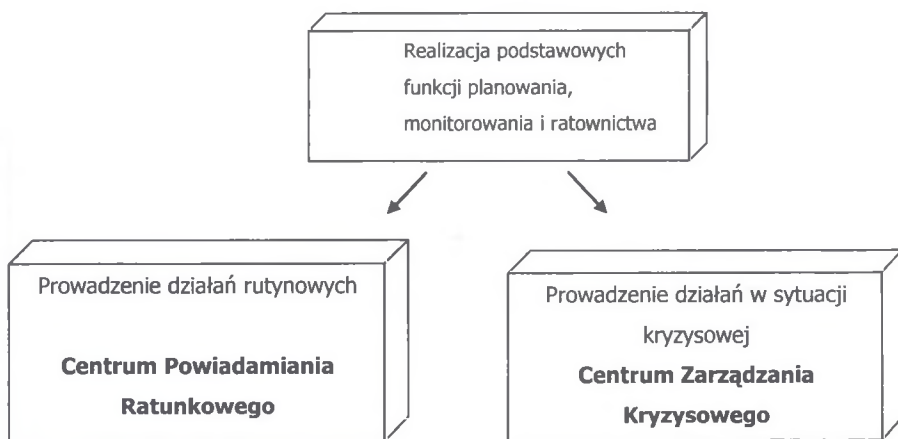 Realizacja podstawowych
funkcji planowania,
monitorowania i ratownictwa
Prowadzenie działań rutynowych
Centrum Powiadamiania
Ratunkowego
Prowadzenie działań w sytuacji
kryzysowej
Centrum Zarządzania
Kryzysowego